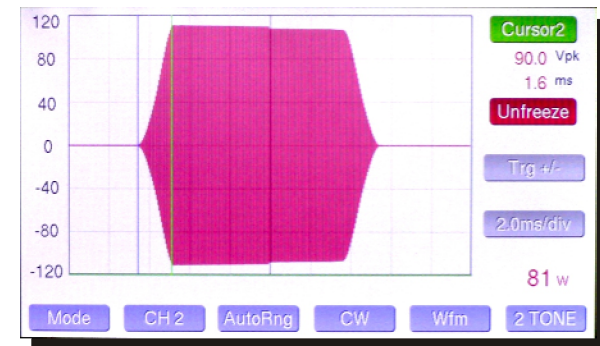 120
80
40
0
-40
-80
-120
Cursor2
90.0 Vpk
1.6 ms
Unfreeze
Trg +/-
2.0ms/div
81 w
Mode CH 2 AutoRng CW Wfm 2 TONE